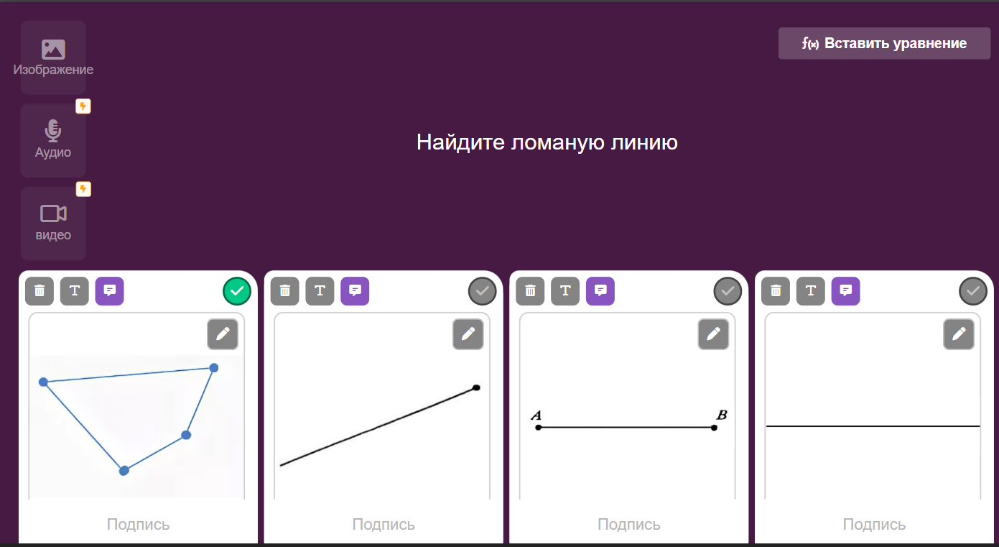 Изображение
f(x) Вставить уравнение
Аудио
Найдите ломаную линию
видео
T
T
T
T
A
B
Подпись
Подпись
Подпись
Подпись